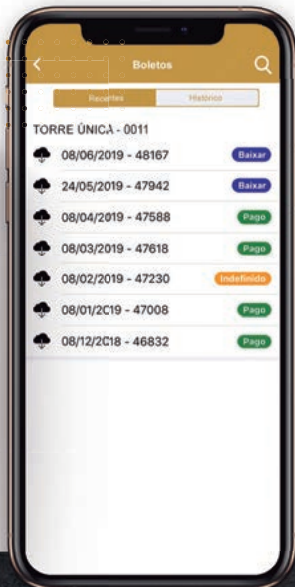 Boletos
Recentes Histórico
TORRE ÚNICA - 0011
08/06/2019 - 48167 Baixar
24/05/2019 - 47942 Baixar
08/04/2019 - 47588 Pago
08/03/2019 - 47618 Pago
08/02/2019 - 47230 Indefinido
08/01/2019 - 47008 Pago
08/12/2018 - 46832 Pago